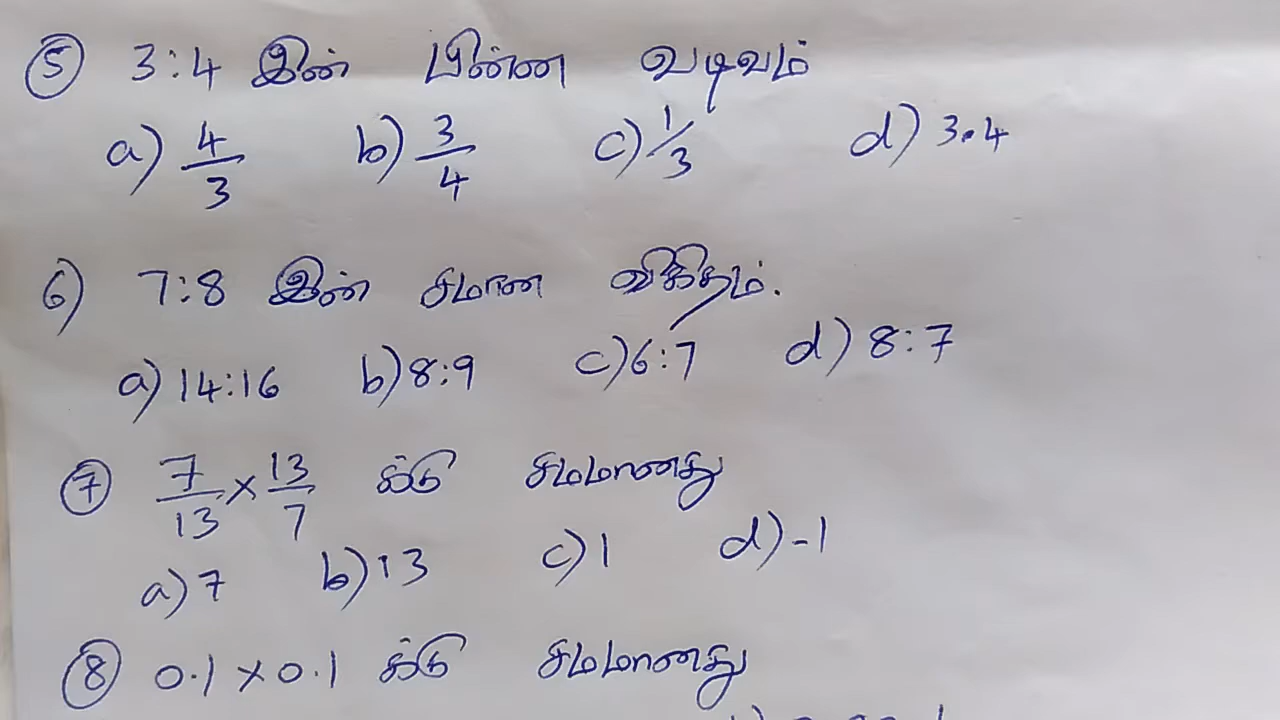 ⑤ 3:4 இன் பின்ன வடிவம்
a) 4/3 b) 3/4 c) 1/3 d) 3.4
6) 7:8 இன் சமான விகிதம்.
a) 14:16 b) 8:9 c) 6:7 d) 8:7
⑦ 7/13 × 13/7 க்கு சமமானது
a) 7 b) 13 c) 1 d) -1
⑧ 0.1 × 0.1 க்கு சமமானது